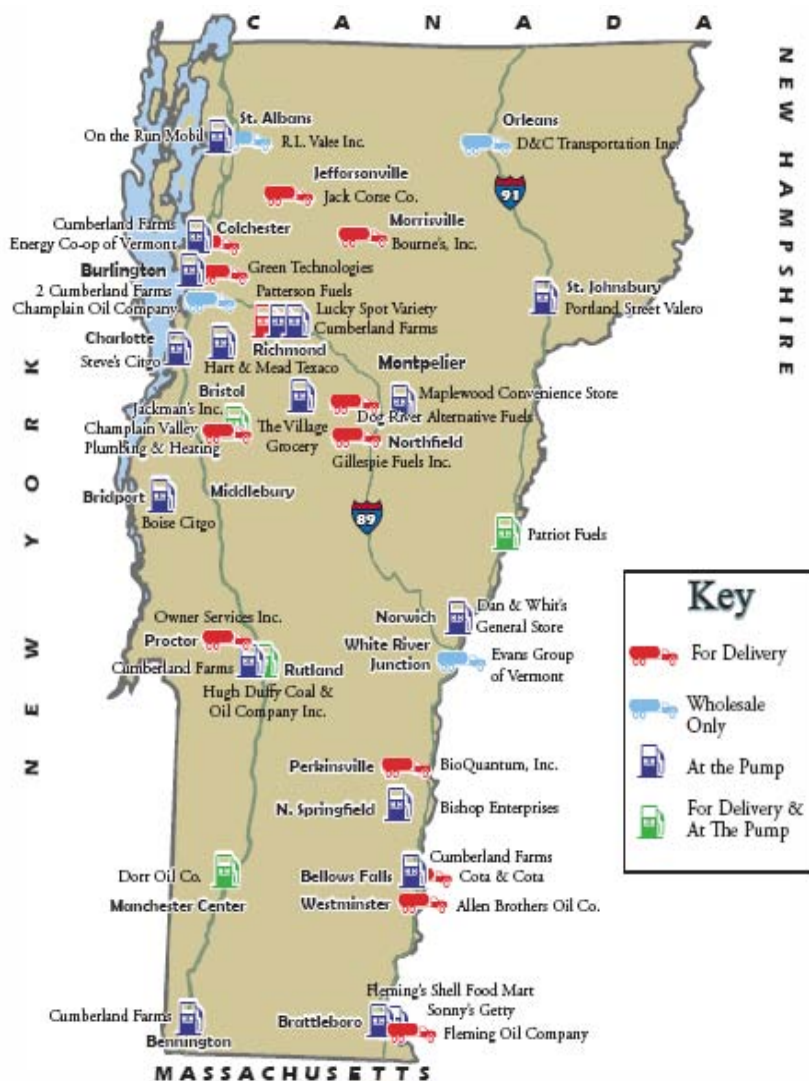 C A N A D A
NEW HAMPSHIRE
NEW YORK
St. Albans
On the Run Mobil
R.L. Valee Inc.
Orleans
D&C Transportation Inc.
Jeffersonville
Jack Corse Co.
91
Cumberland Farms
Energy Co-op of Vermont
Colchester
Morrisville
Bourne's, Inc.
Burlington
Green Technologies
2 Cumberland Farms
Champlain Oil Company
Patterson Fuels
Lucky Spot Variety
Cumberland Farms
St. Johnsbury
Portland Street Valero
Charlotte
Steve's Citgo
Richmond
Hart & Mead Texaco
Montpelier
Maplewood Convenience Store
Bristol
Jackman's Inc.
Champlain Valley
Plumbing & Heating
The Village
Grocery
Dog River Alternative Fuels
Northfield
Gillespie Fuels Inc.
Bridport
Boise Citgo
Middlebury
89
Patriot Fuels
Norwich
Dan & Whit's
General Store
Owner Services Inc.
Proctor
Cumberland Farms
Rutland
Hugh Duffy Coal &
Oil Company Inc.
White River
Junction
Evans Group
of Vermont
Perkinsville
BioQuantum, Inc.
N. Springfield
Bishop Enterprises
Dorr Oil Co.
Manchester Center
Bellows Falls
Cumberland Farms
Cota & Cota
Westminster
Allen Brothers Oil Co.
Cumberland Farms
Bennington
Brattleboro
Fleming's Shell Food Mart
Sonny's Getty
Fleming Oil Company
MASSACHUSETTS
Key
For Delivery
Wholesale
Only
At the Pump
For Delivery &
At The Pump